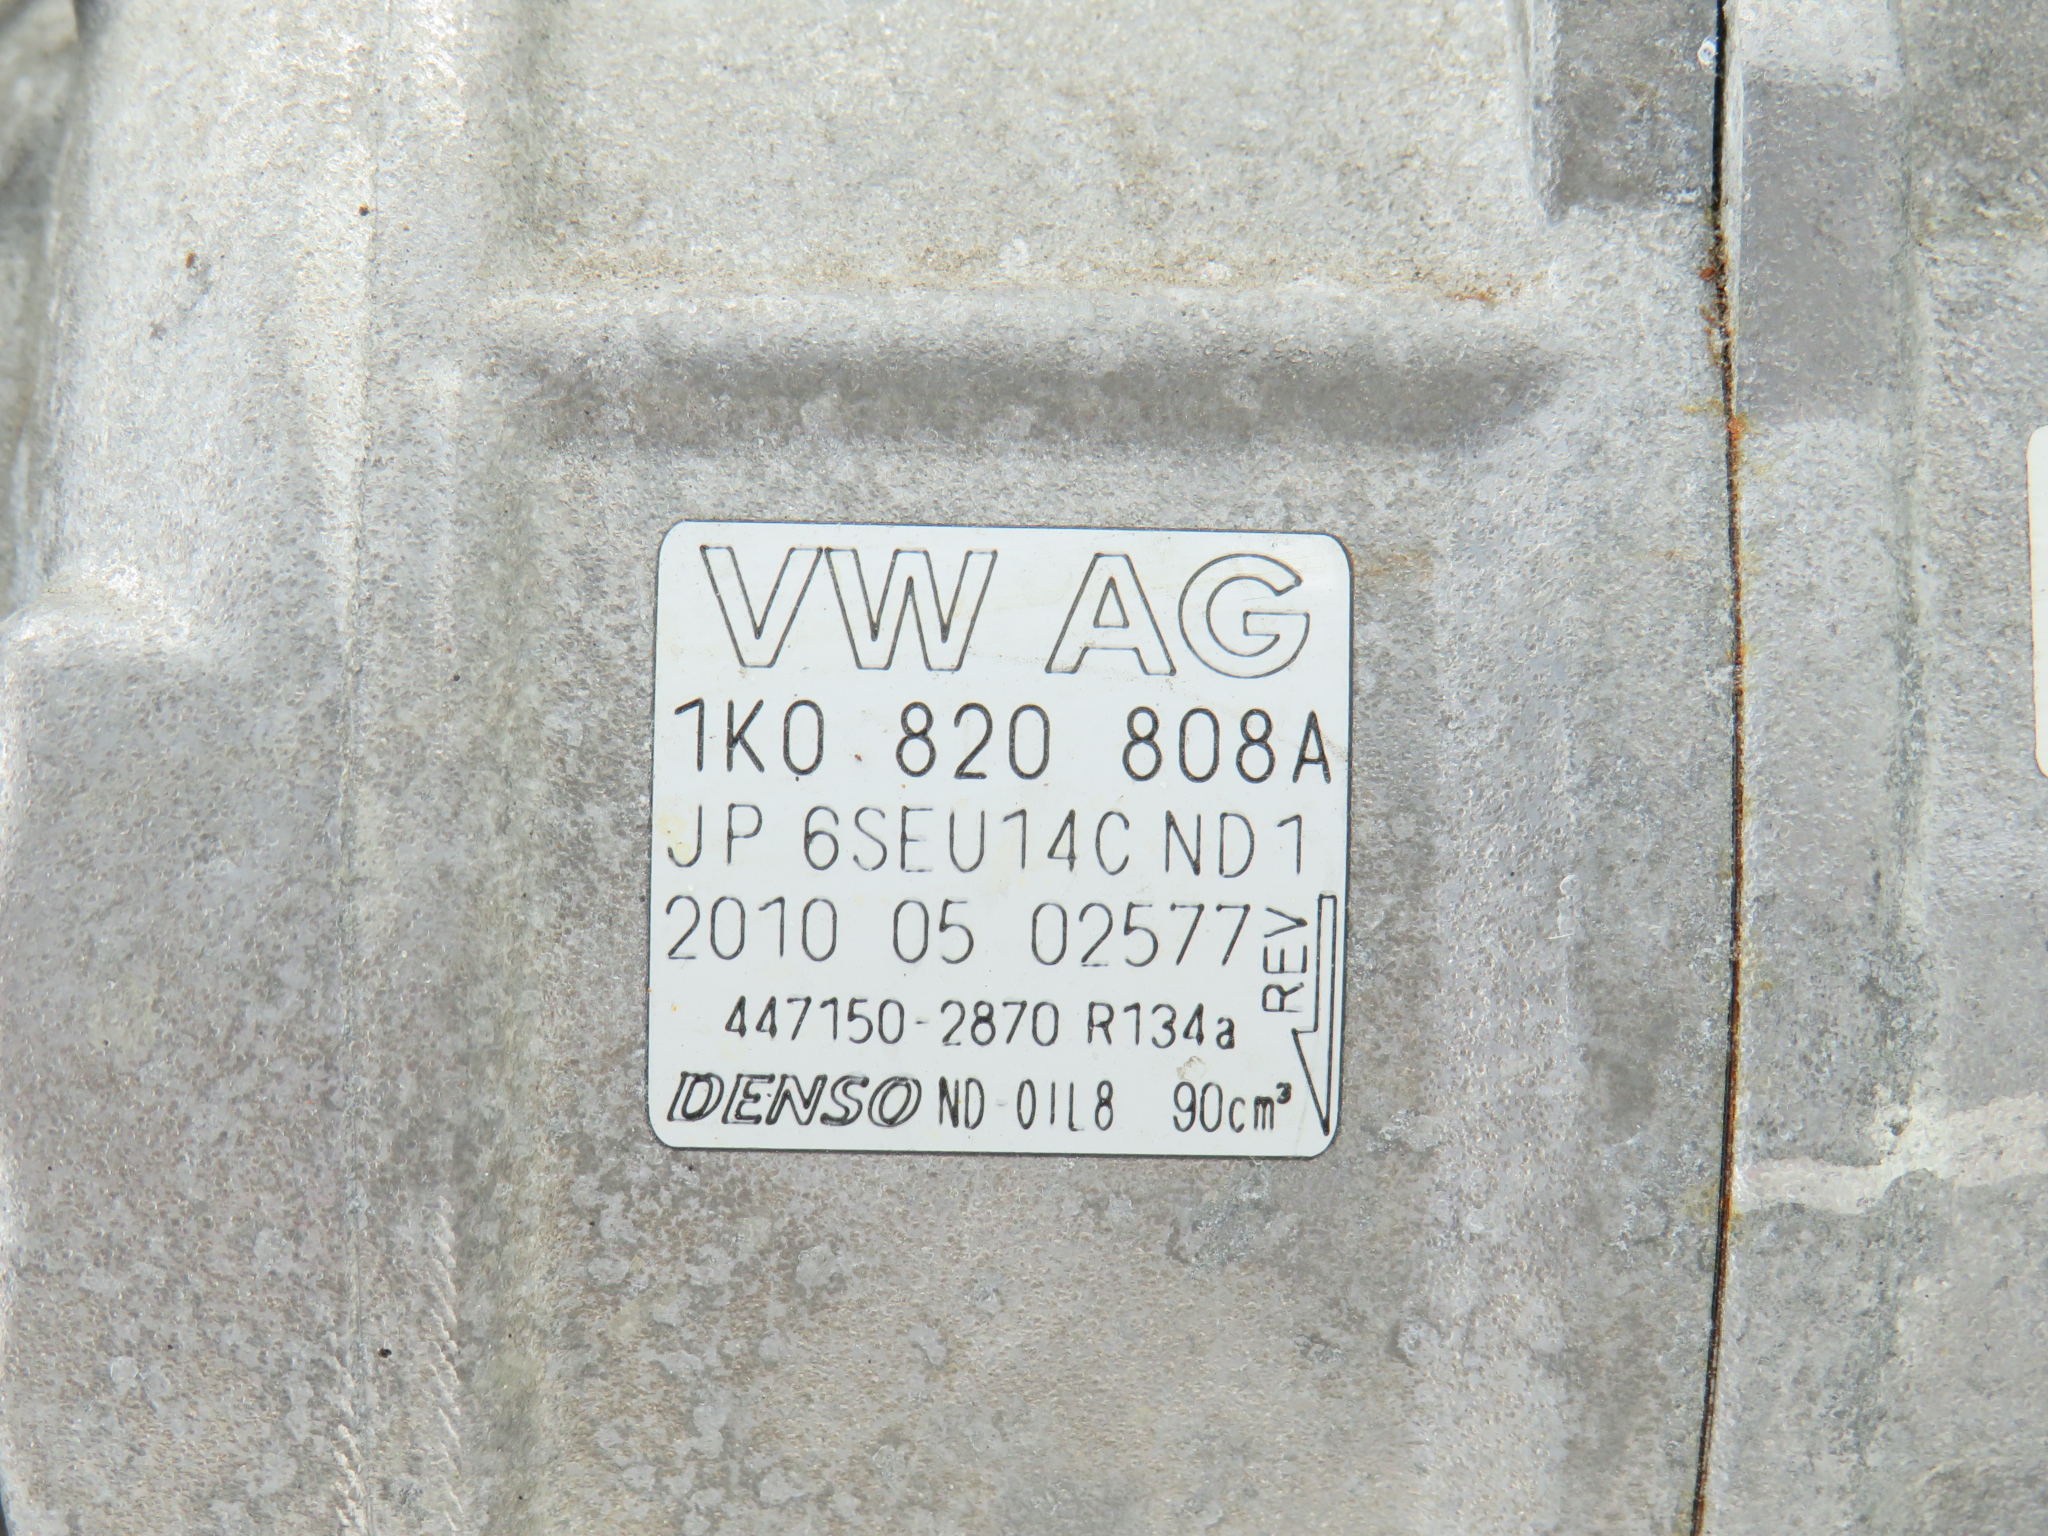 VW AG
1K0 820 808A
JP 6SEU14C ND1
2010 05 02577
REV
447150-2870 R134a
DENSO ND-OIL8 90cm³